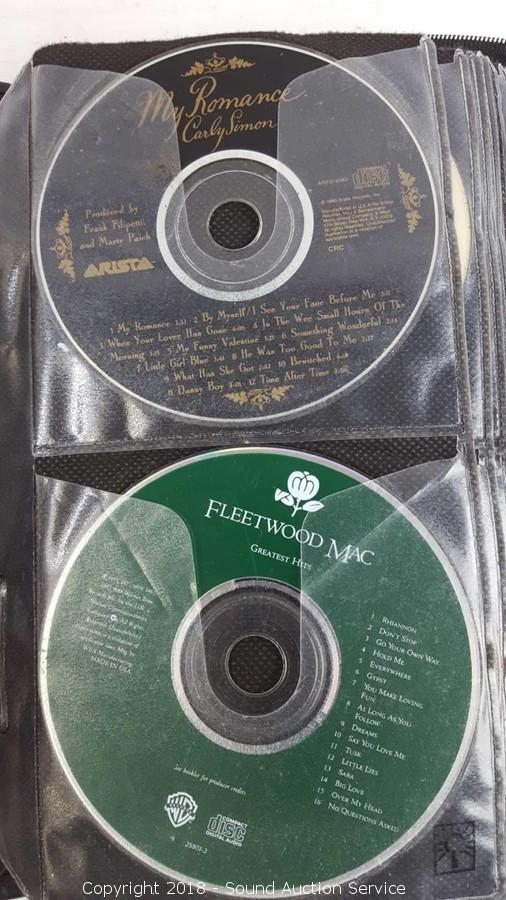 My Romance
Carly Simon
Produced by
Frank Filipetti
and Marty Paich
ARISTA
COMPACT
disc
DIGITAL AUDIO
CRC
1 My Romance 2 By Myself/I See Your Face Before Me
3 When Your Lover Has Gone 4 In The Wee Small Hours Of The
Morning 5 My Funny Valentine 6 Something Wonderful
7 Little Girl Blue 8 He Was Too Good To Me
9 What Has She Got 10 Bewitched
11 Danny Boy 12 Time After Time
FLEETWOOD MAC
GREATEST HITS
MADE IN USA
1 RHIANNON
2 DON'T STOP
3 GO YOUR OWN WAY
4 HOLD ME
5 EVERYWHERE
6 GYPSY
7 YOU MAKE LOVING
FUN
8 AS LONG AS YOU
FOLLOW
9 DREAMS
10 SAY YOU LOVE ME
11 TUSK
12 LITTLE LIES
13 SARA
14 BIG LOVE
15 OVER MY HEAD
16 NO QUESTIONS ASKED
See booklet for producer credits
WB
COMPACT
disc
DIGITAL AUDIO
9 25801-2
Copyright 2018 - Sound Auction Service